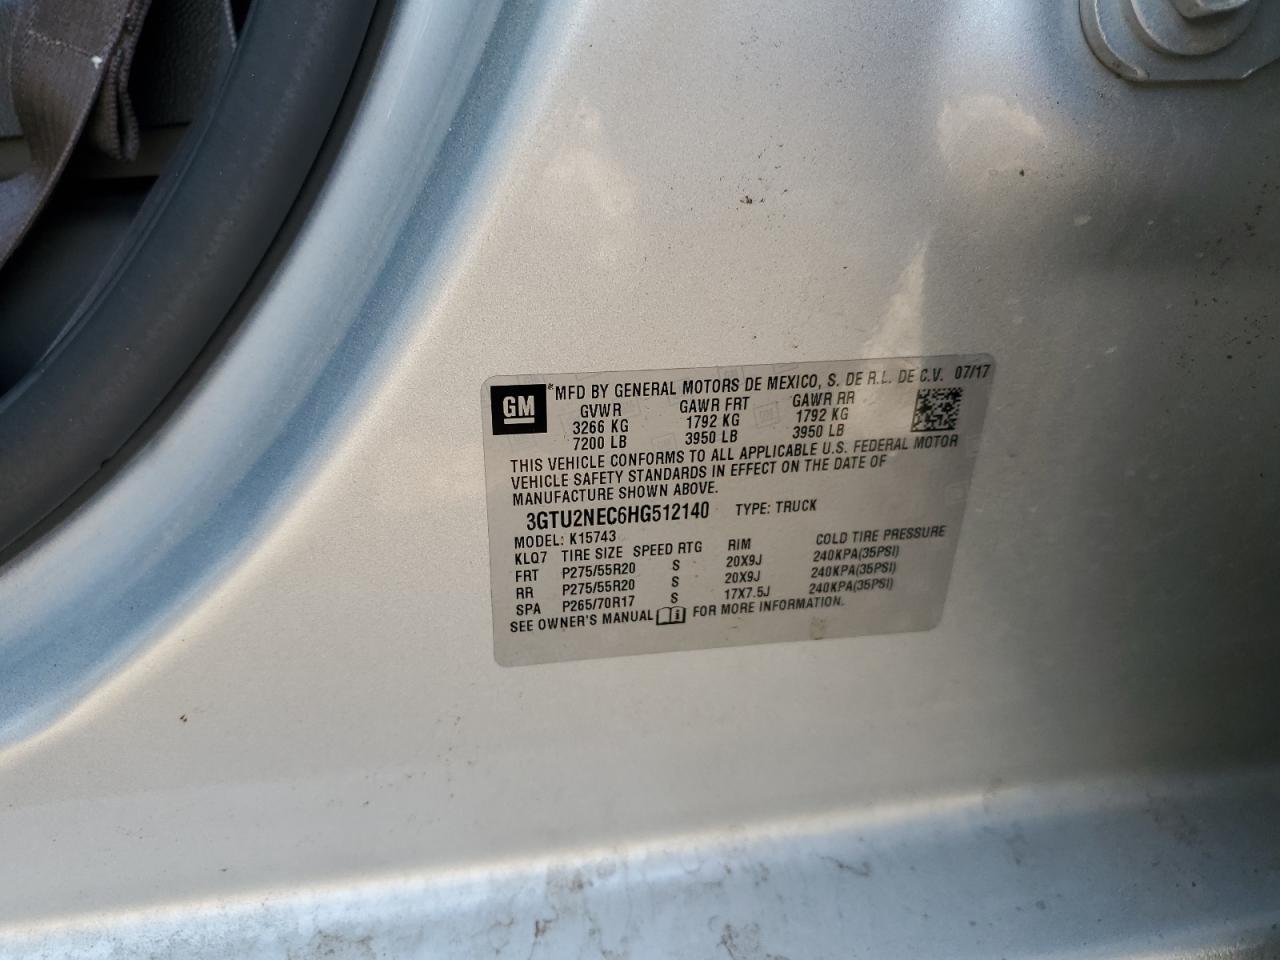 GM ® MFD BY GENERAL MOTORS DE MEXICO, S. DE R.L. DE C.V. 07/17
GVWR GAWR FRT GAWR RR
3266 KG 1792 KG 1792 KG
7200 LB 3950 LB 3950 LB
THIS VEHICLE CONFORMS TO ALL APPLICABLE U.S. FEDERAL MOTOR
VEHICLE SAFETY STANDARDS IN EFFECT ON THE DATE OF
MANUFACTURE SHOWN ABOVE.
3GTU2NEC6HG512140 TYPE: TRUCK
MODEL: K15743
KLQ7 TIRE SIZE SPEED RTG RIM COLD TIRE PRESSURE
FRT P275/55R20 S 20X9J 240KPA(35PSI)
RR P275/55R20 S 20X9J 240KPA(35PSI)
SPA P265/70R17 S 17X7.5J 240KPA(35PSI)
SEE OWNER'S MANUAL FOR MORE INFORMATION.